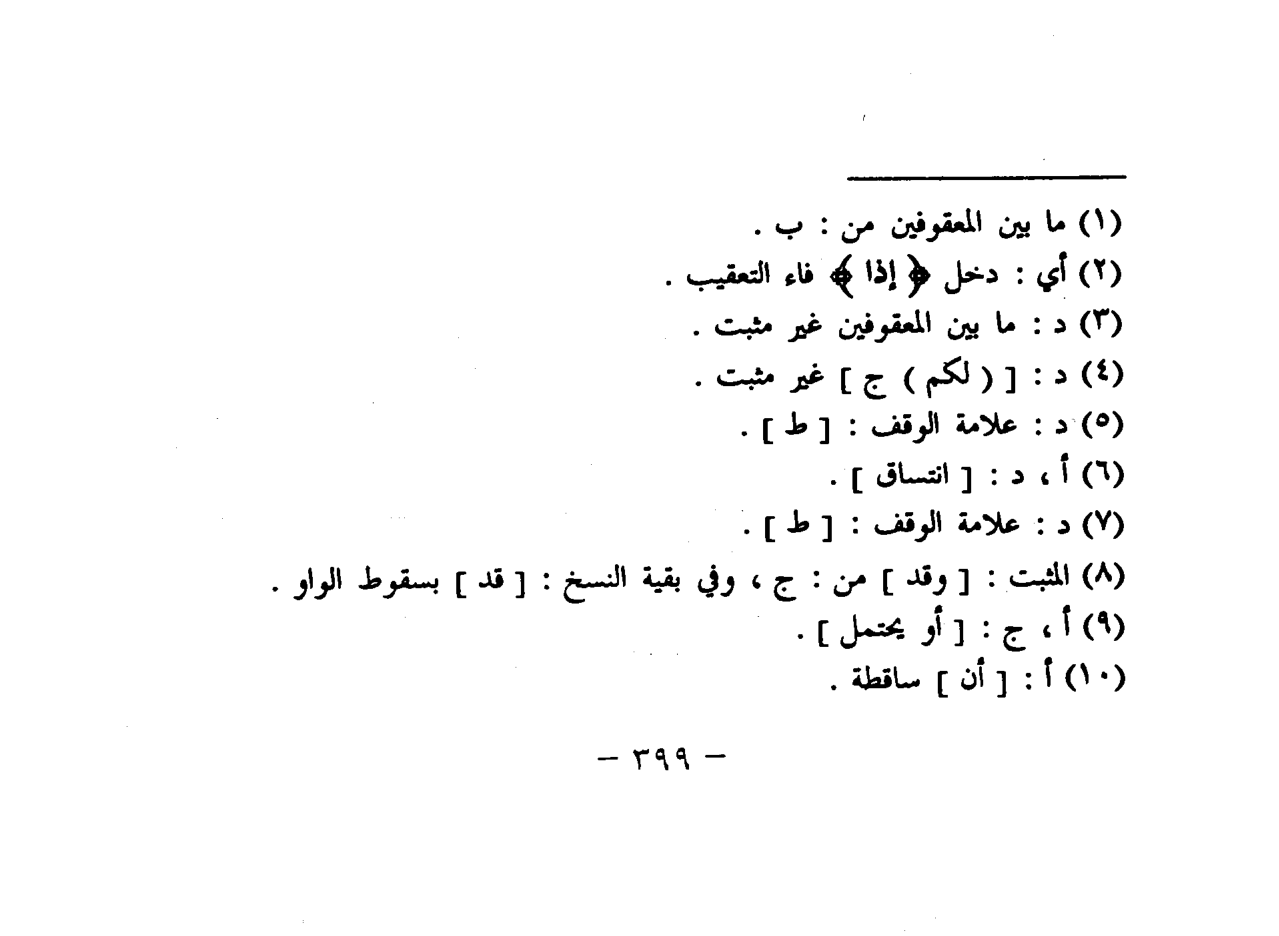 (١) ما بين المعقوفين من : ب .
(٢) أي : دخل ﴿ إذا ﴾ فاء التعقيب .
(٣) د : ما بين المعقوفين غير مثبت .
(٤) د : [ ( لكم ) ج ] غير مثبت .
(٥) د : علامة الوقف : [ ط ] .
(٦) أ ، د : [ انتساق ] .
(٧) د : علامة الوقف : [ ط ] .
(٨) المثبت : [ وقد ] من : ج ، وفي بقية النسخ : [ قد ] بسقوط الواو .
(٩) أ ، ج : [ أو يحتمل ] .
(١٠) أ : [ أن ] ساقطة .
− ٣٩٩ −